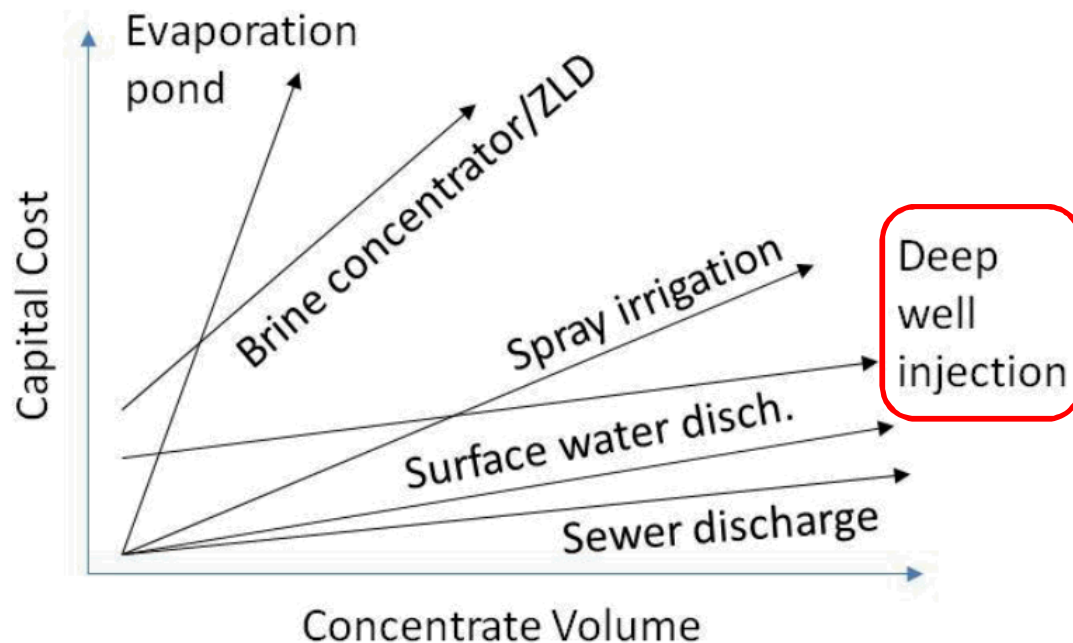 Evaporation
pond
Brine concentrator/ZLD
Capital Cost
Spray irrigation
Deep
well
injection
Surface water disch.
Sewer discharge
Concentrate Volume